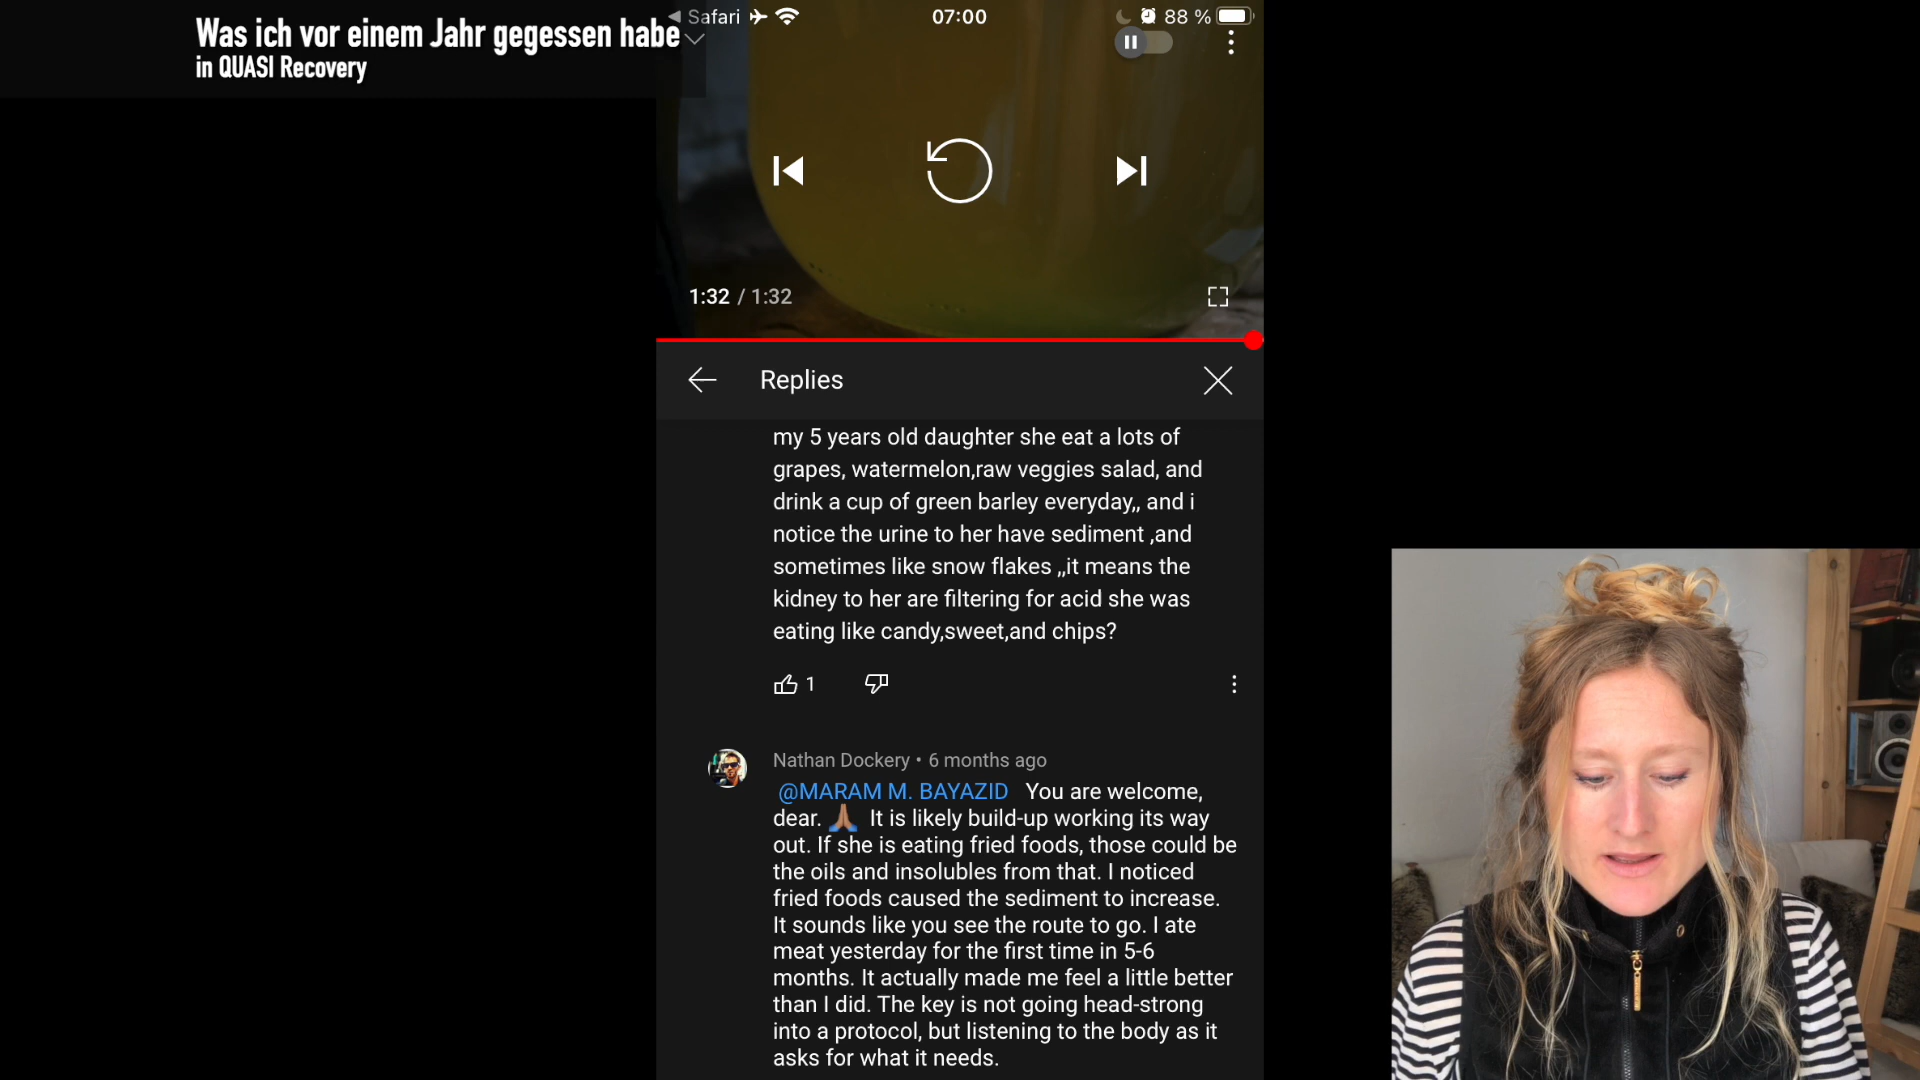 Was ich vor einem Jahr gegessen habe
in QUASI Recovery
Safari
07:00
88 %
1:32 / 1:32
Replies
my 5 years old daughter she eat a lots of
grapes, watermelon,raw veggies salad, and
drink a cup of green barley everyday,, and i
notice the urine to her have sediment ,and
sometimes like snow flakes ,,it means the
kidney to her are filtering for acid she was
eating like candy,sweet,and chips?
1
Nathan Dockery • 6 months ago
@MARAM M. BAYAZID You are welcome,
dear. 🙏🏽 It is likely build-up working its way
out. If she is eating fried foods, those could be
the oils and insolubles from that. I noticed
fried foods caused the sediment to increase.
It sounds like you see the route to go. I ate
meat yesterday for the first time in 5-6
months. It actually made me feel a little better
than I did. The key is not going head-strong
into a protocol, but listening to the body as it
asks for what it needs.